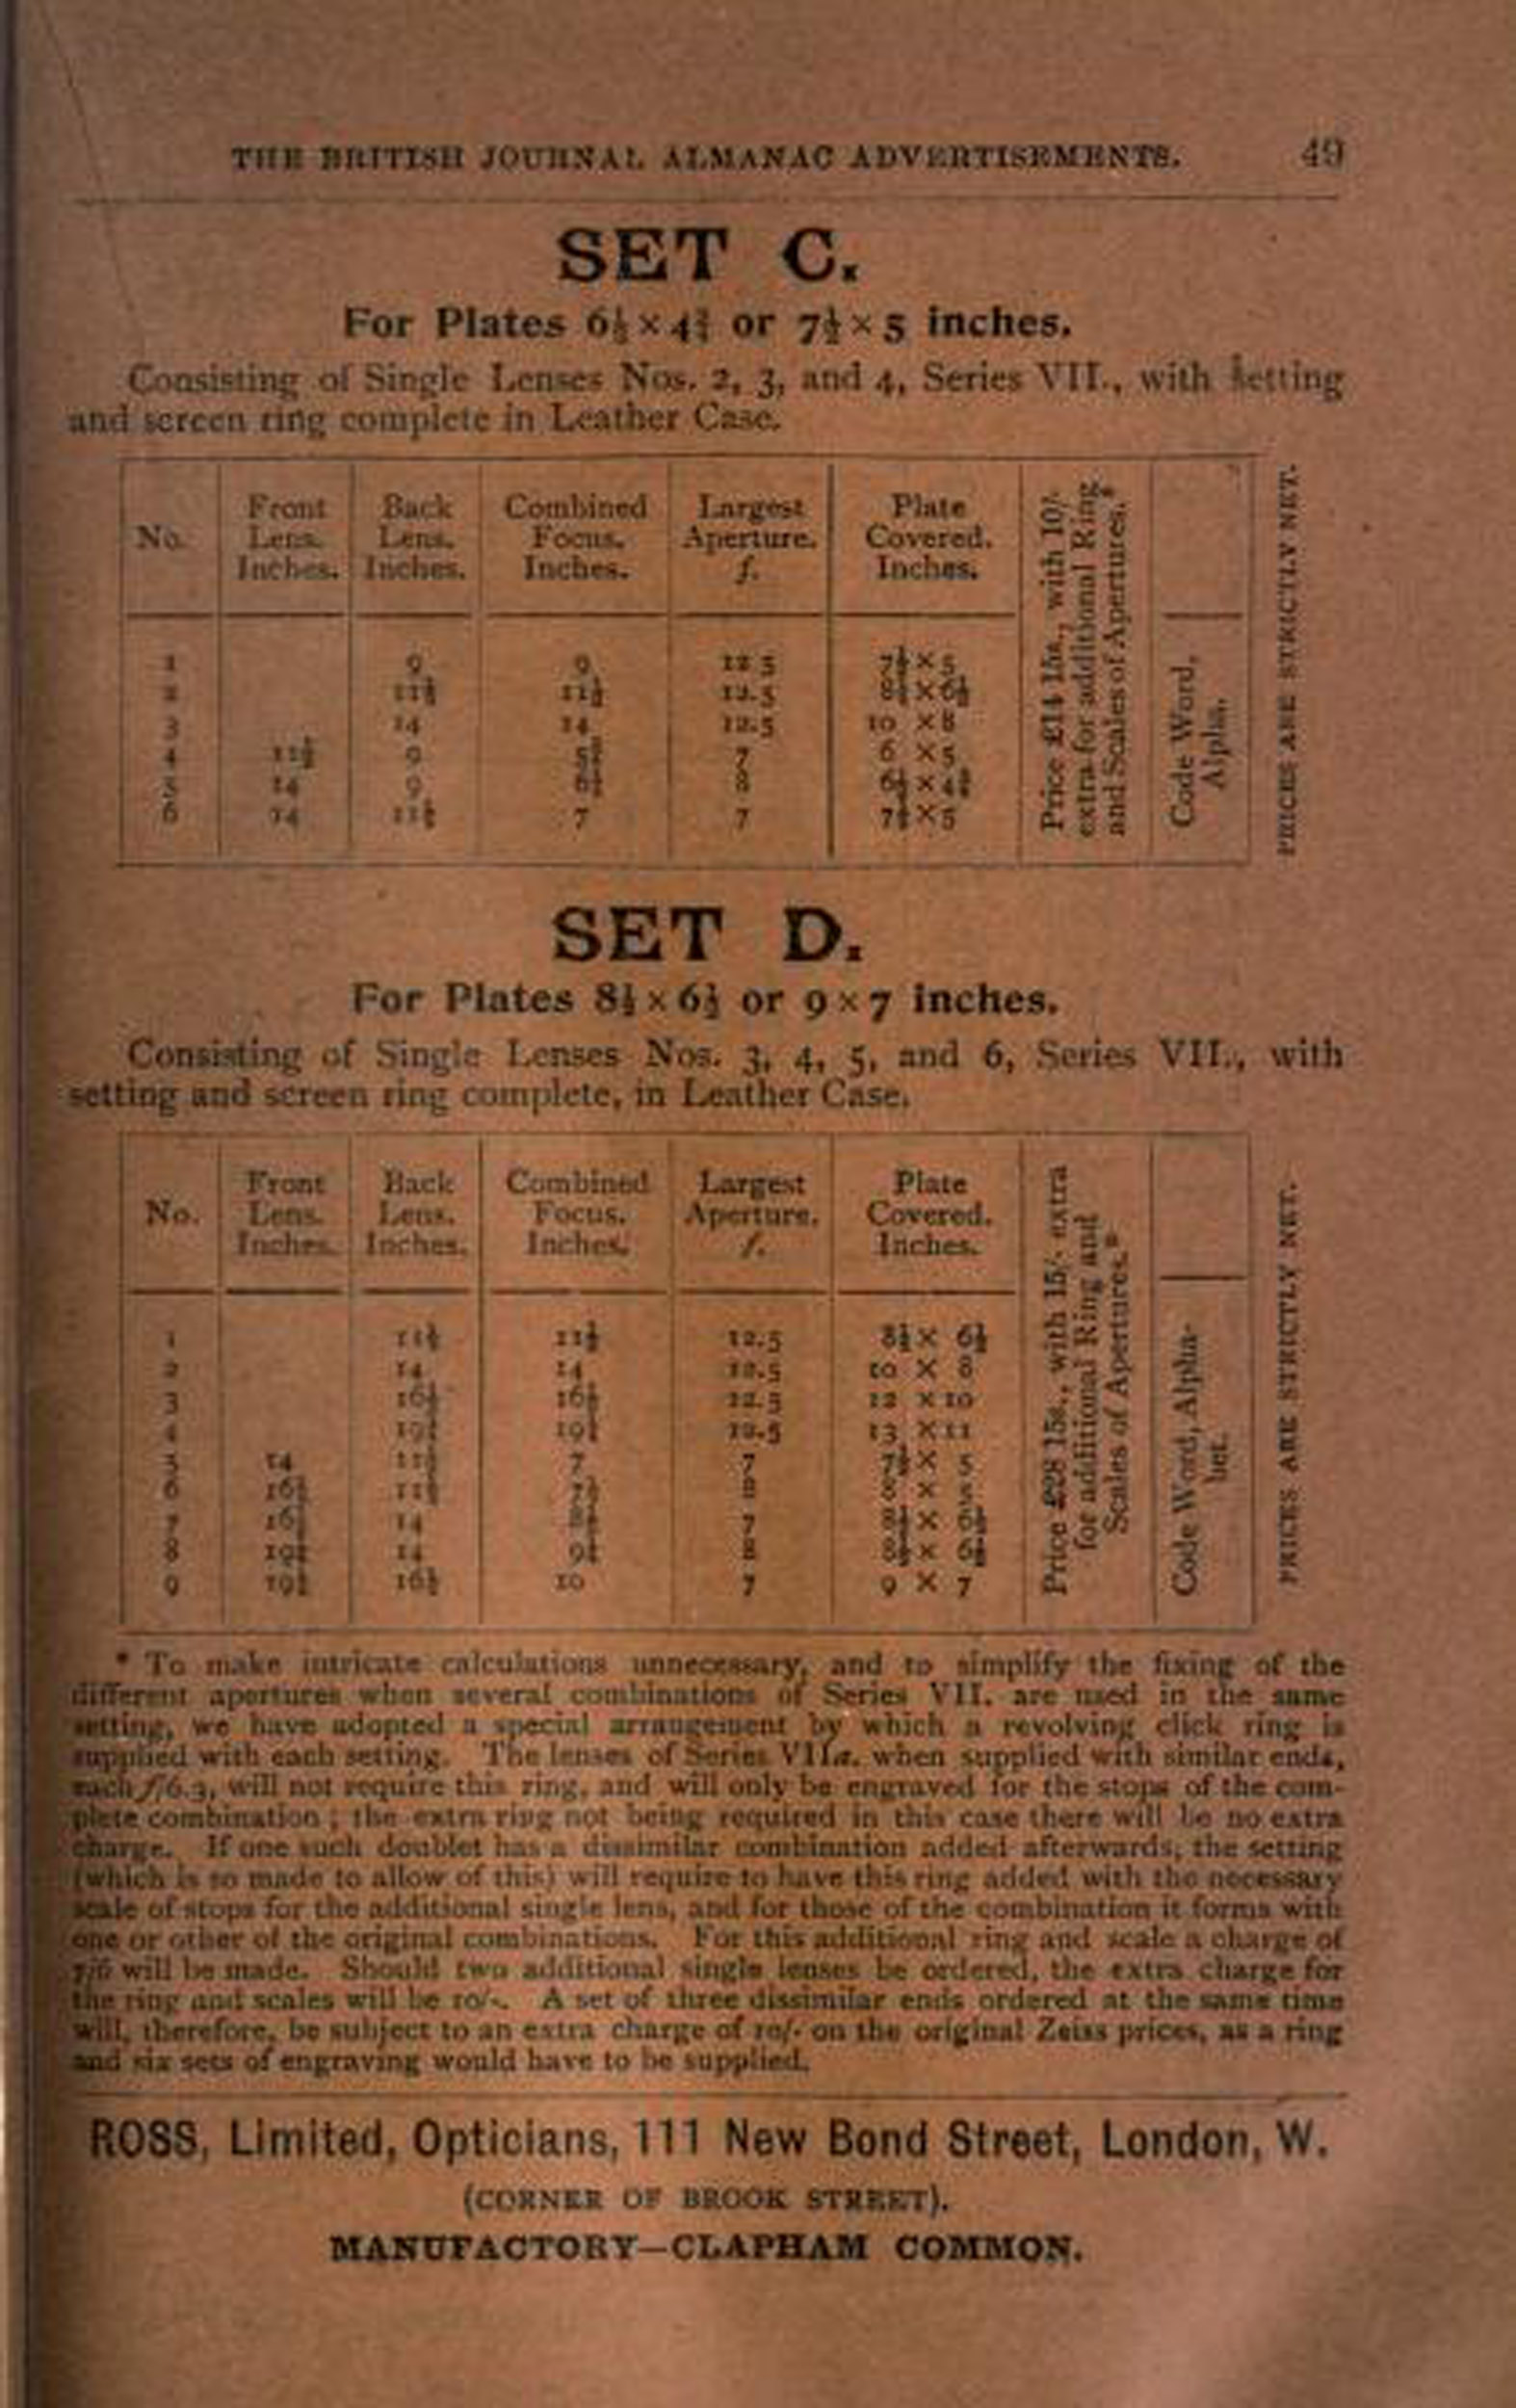 THE BRITISH JOURNAL ALMANAC ADVERTISEMENTS. 49
SET C.
For Plates 6½ × 4¾ or 7½ × 5 inches.
Consisting of Single Lenses Nos. 2, 3, and 4, Series VII., with setting
and screen ring complete in Leather Case.
No. Front Lens. Inches. Back Lens. Inches. Combined Focus. Inches. Largest Aperture. f. Plate Covered. Inches.
1 9 9 12.5 7½ × 5
2 11½ 11½ 12.5 8½ × 6½
3 14 14 12.5 10 × 8
4 11½ 9 7 6 × 5
5 14 9 8 6½ × 4¾
6 14 11½ 7 7 7½ × 5
Price £14 15s., with 10/-
extra for additional Ring
and Scales of Apertures.*
Code Word,
Alpha.
PRICES ARE STRICTLY NET.
SET D.
For Plates 8½ × 6½ or 9 × 7 inches.
Consisting of Single Lenses Nos. 3, 4, 5, and 6, Series VII., with
setting and screen ring complete, in Leather Case.
No. Front Lens. Inches. Back Lens. Inches. Combined Focus. Inches. Largest Aperture. f. Plate Covered. Inches.
1 11½ 11½ 12.5 8½ × 6½
2 14 14 12.5 10 × 8
3 16½ 16½ 12.5 12 × 10
4 19¼ 19¼ 12.5 13 × 11
5 14 11½ 7 7 7½ × 5
6 16½ 11½ 8 8 × 5
7 16½ 14 7 8½ × 6½
8 19¼ 14 9¼ 8 8½ × 6½
9 19¼ 16½ 10 7 9 × 7
Price £28 15s., with 15/- extra
for additional Ring and
Scales of Apertures.*
Code Word, Alpha-
bet.
PRICES ARE STRICTLY NET.
* To make intricate calculations unnecessary, and to simplify the fixing of the
different apertures when several combinations of Series VII. are used in the same
setting, we have adopted a special arrangement by which a revolving click ring is
supplied with each setting. The lenses of Series VIIa. when supplied with similar ends,
each f/6.3, will not require this ring, and will only be engraved for the stops of the com-
plete combination ; the extra ring not being required in this case there will be no extra
charge. If one such doublet has a dissimilar combination added afterwards, the setting
(which is so made to allow of this) will require to have this ring added with the necessary
scale of stops for the additional single lens, and for those of the combination it forms with
one or other of the original combinations. For this additional ring and scale a charge of
7/6 will be made. Should two additional single lenses be ordered, the extra charge for
the ring and scales will be 10/-. A set of three dissimilar ends ordered at the same time
will, therefore, be subject to an extra charge of 10/- on the original Zeiss prices, as a ring
and six sets of engraving would have to be supplied.
ROSS, Limited, Opticians, 111 New Bond Street, London, W.
(CORNER OF BROOK STREET).
MANUFACTORY—CLAPHAM COMMON.